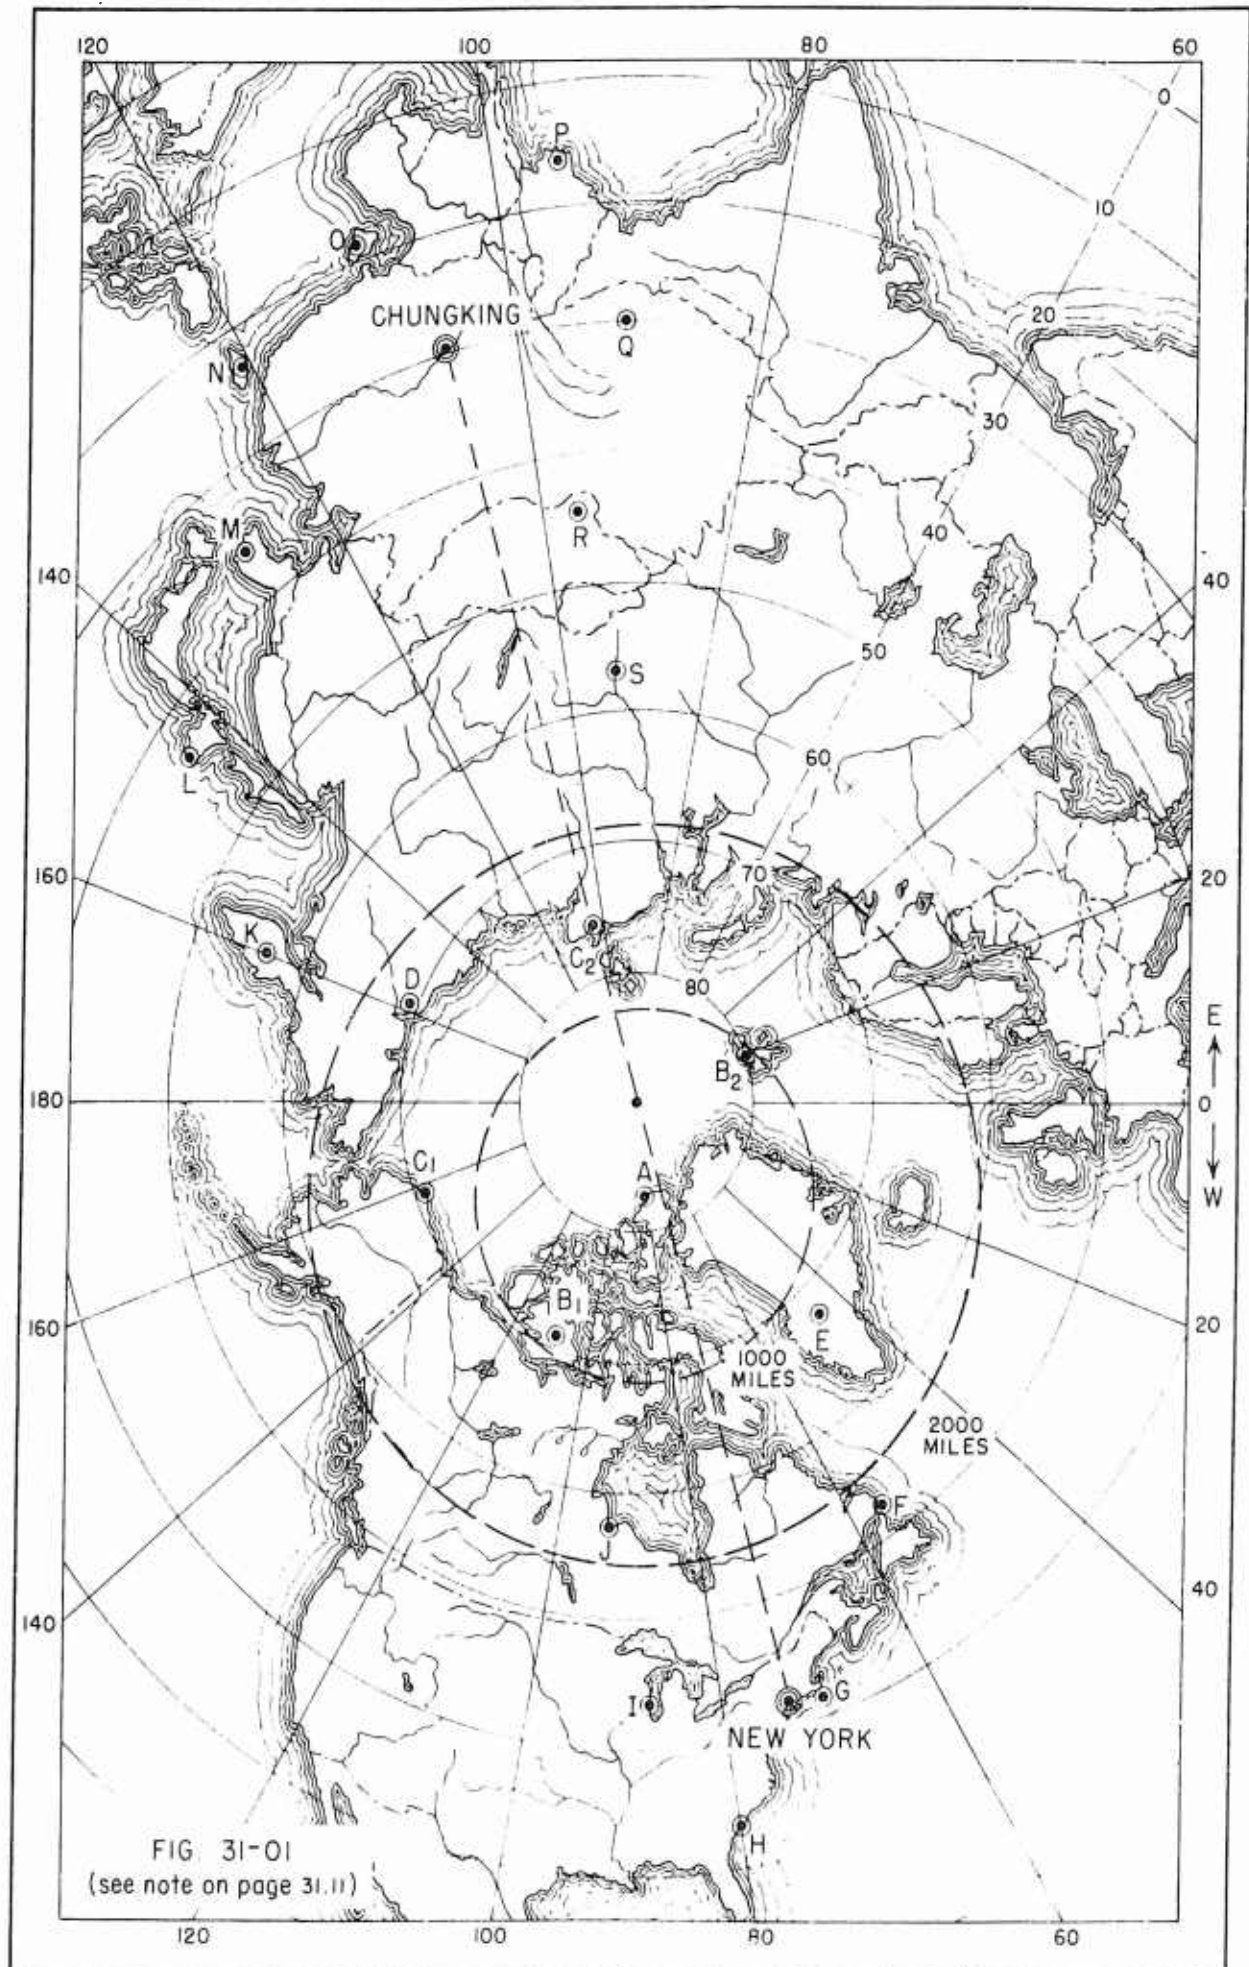 120 100 80 60
0
P
10
O
CHUNGKING
20
Q
N
30
R
M
40
140
40
50
S
60
L
160
70
20
K
C2
D
80
E
B2
180
0
C1
A
W
B1
160
E
20
1000
MILES
2000
MILES
F
J
40
140
G
I
NEW YORK
H
FIG 31-01
(see note on page 31.11)
120 100 80 60